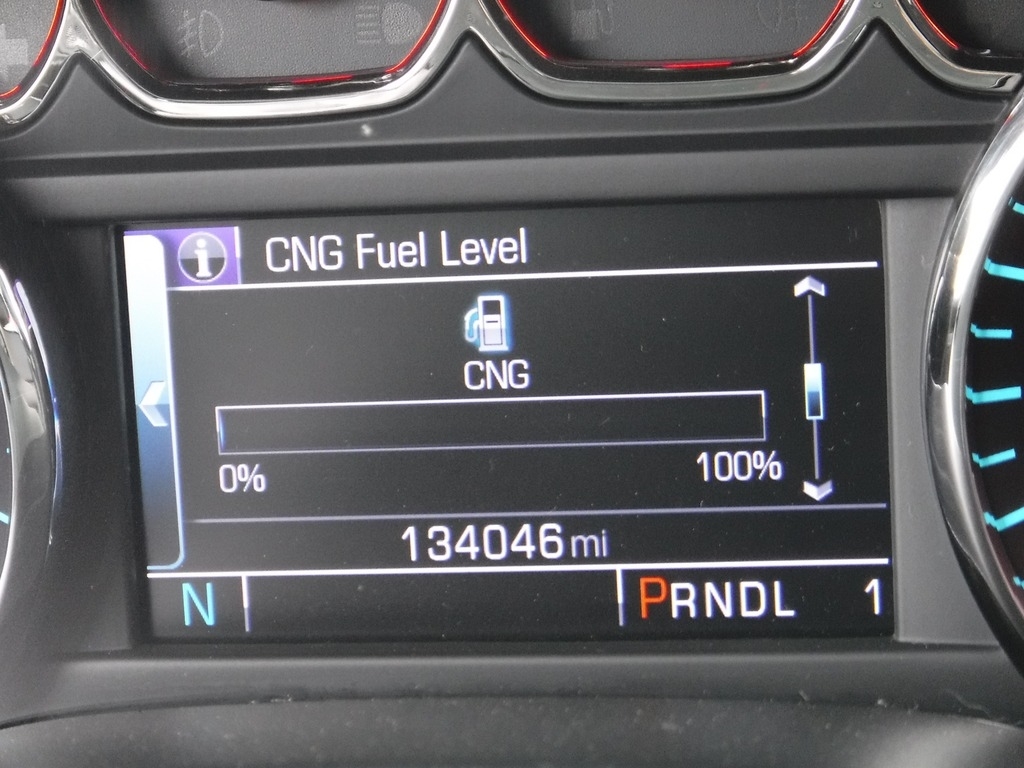 i CNG Fuel Level
CNG
0% 100%
134046 mi
N PRNDL 1